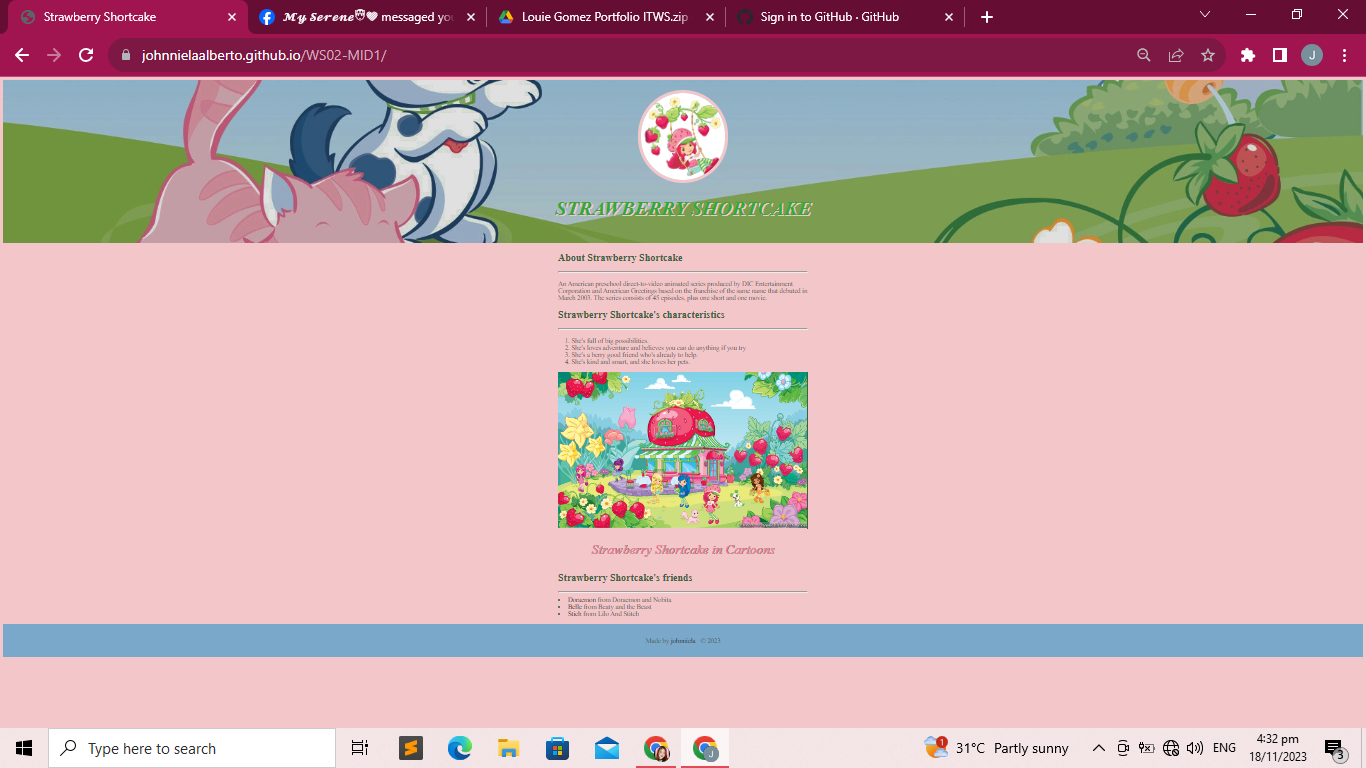 Strawberry Shortcake
𝓜𝔂 𝓢𝓮𝓻𝓮𝓷𝓮 messaged you
Louie Gomez Portfolio ITWS.zip
Sign in to GitHub · GitHub
johnnielaalberto.github.io/WS02-MID1/
J
STRAWBERRY SHORTCAKE
About Strawberry Shortcake
An American preschool direct-to-video animated series produced by DIC Entertainment
Corporation and American Greetings based on the franchise of the same name that debuted in
March 2003. The series consists of 45 episodes, plus one short and one movie.
Strawberry Shortcake's characteristics
1. She's full of big possibilities.
2. She's loves adventure and believes you can do anything if you try
3. She's a berry good friend who's already to help.
4. She's kind and smart, and she loves her pets.
Strawberry Shortcake in Cartoons
Strawberry Shortcake's friends
• Doraemon from Doraemon and Nobita
• Belle from Beaty and the Beast
• Stich from Lilo And Stitch
Made by johnniela © 2023
Type here to search
J
1
31°C Partly sunny
ENG
4:32 pm
18/11/2023
3